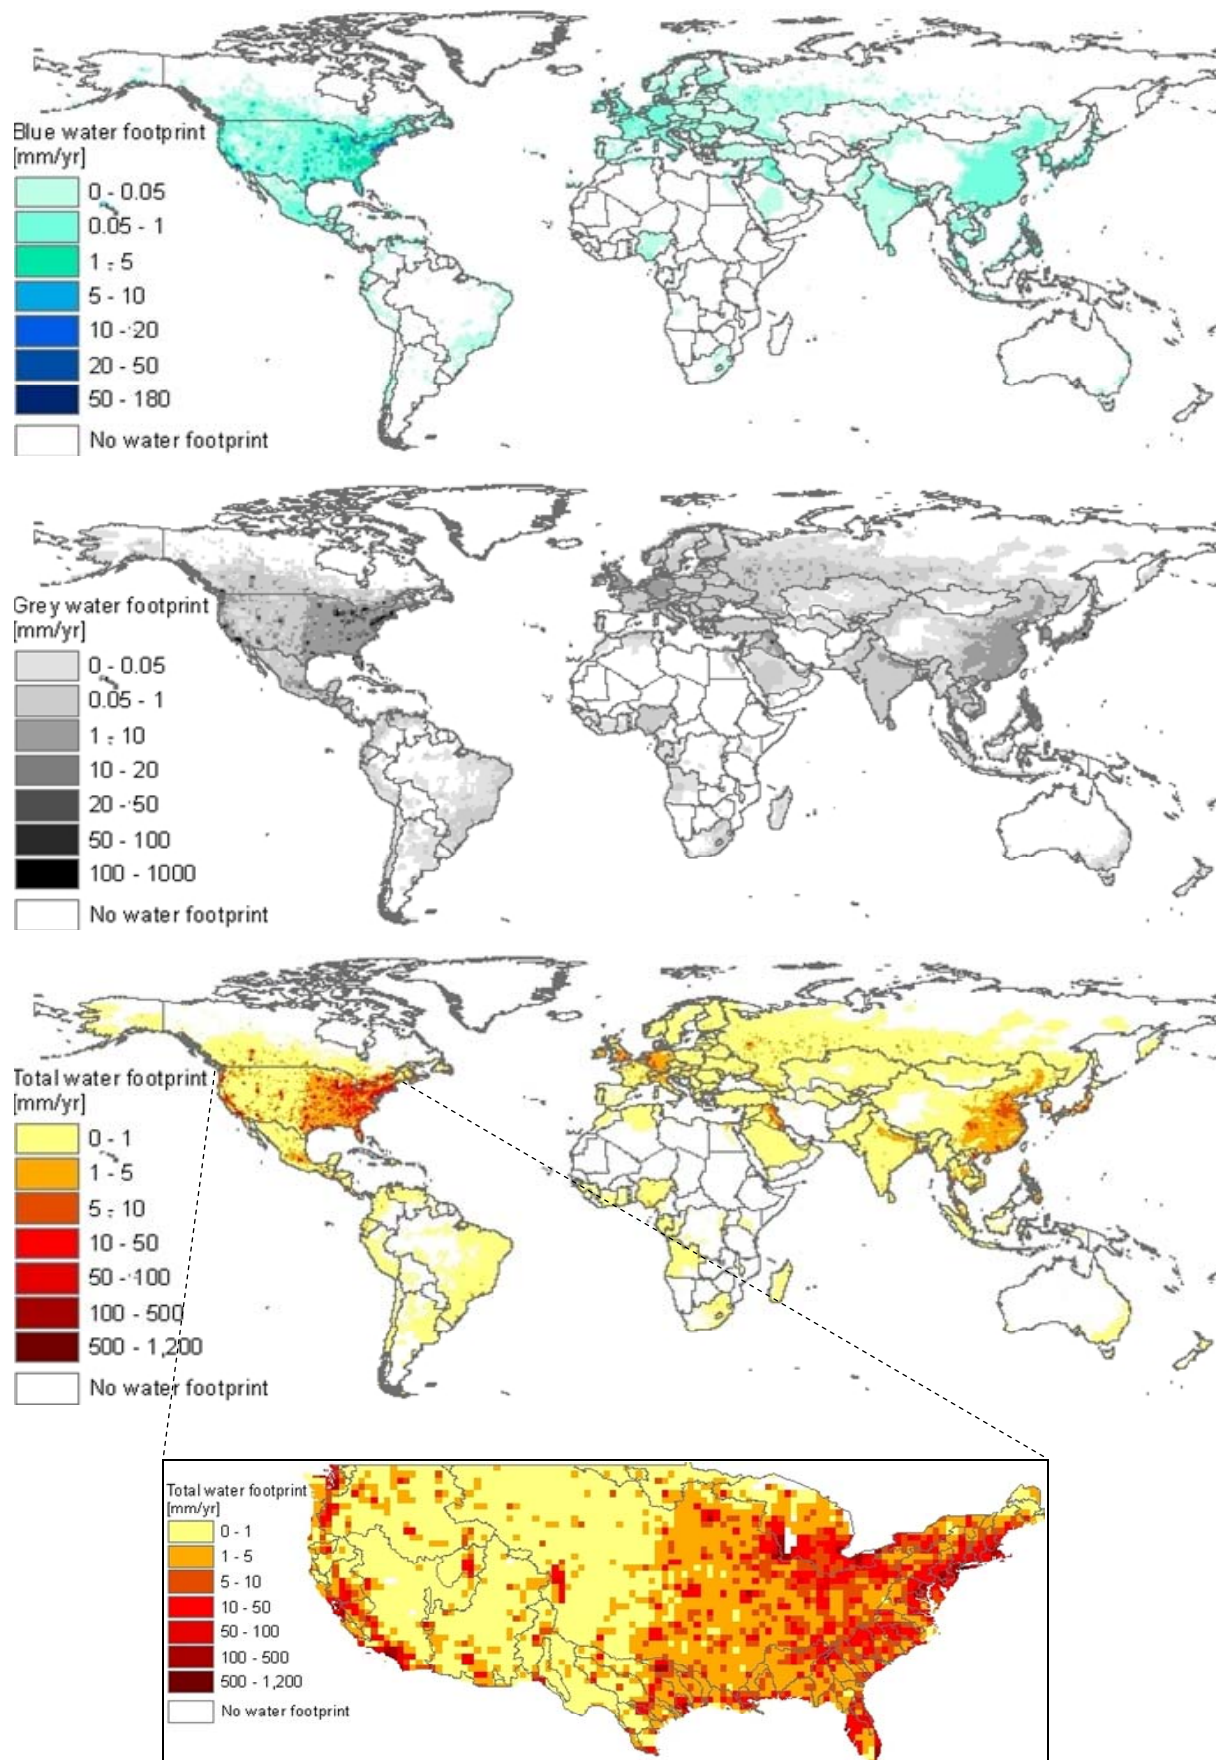 Blue water footprint
[mm/yr]
0 - 0.05
0.05 - 1
1 - 5
5 - 10
10 - 20
20 - 50
50 - 180
No water footprint
Grey water footprint
[mm/yr]
0 - 0.05
0.05 - 1
1 - 10
10 - 20
20 - 50
50 - 100
100 - 1000
No water footprint
Total water footprint
[mm/yr]
0 - 1
1 - 5
5 - 10
10 - 50
50 - 100
100 - 500
500 - 1,200
No water footprint
Total water footprint
[mm/yr]
0 - 1
1 - 5
5 - 10
10 - 50
50 - 100
100 - 500
500 - 1,200
No water footprint